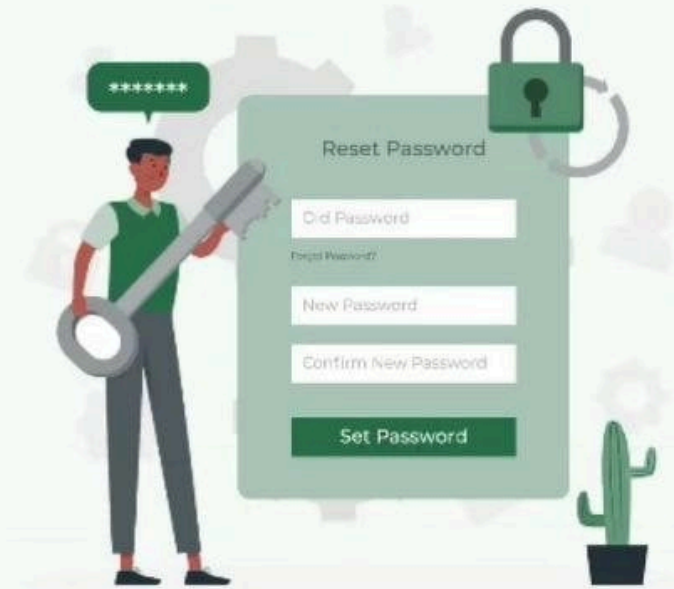 *******
Reset Password
Old Password
Forgot Password?
New Password
Confirm New Password
Set Password